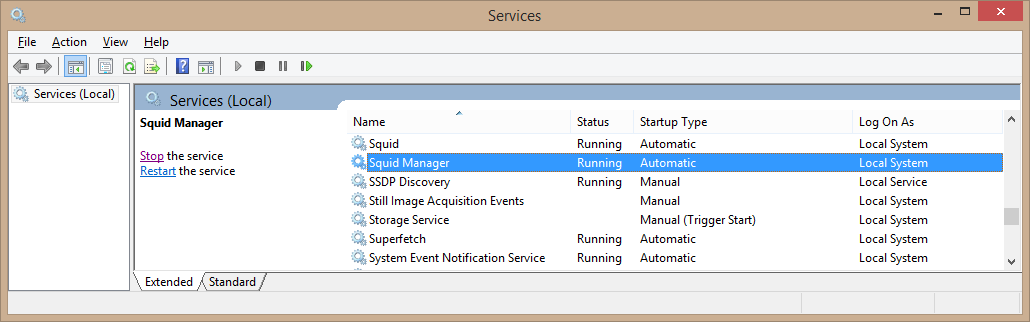 Services
File Action View Help
Services (Local)
Services (Local)
Squid Manager
Stop the service
Restart the service
Name Status Startup Type Log On As
Squid Running Automatic Local System
Squid Manager Running Automatic Local System
SSDP Discovery Running Manual Local Service
Still Image Acquisition Events Manual Local System
Storage Service Manual (Trigger Start) Local System
Superfetch Running Automatic Local System
System Event Notification Service Running Automatic Local System
Extended Standard